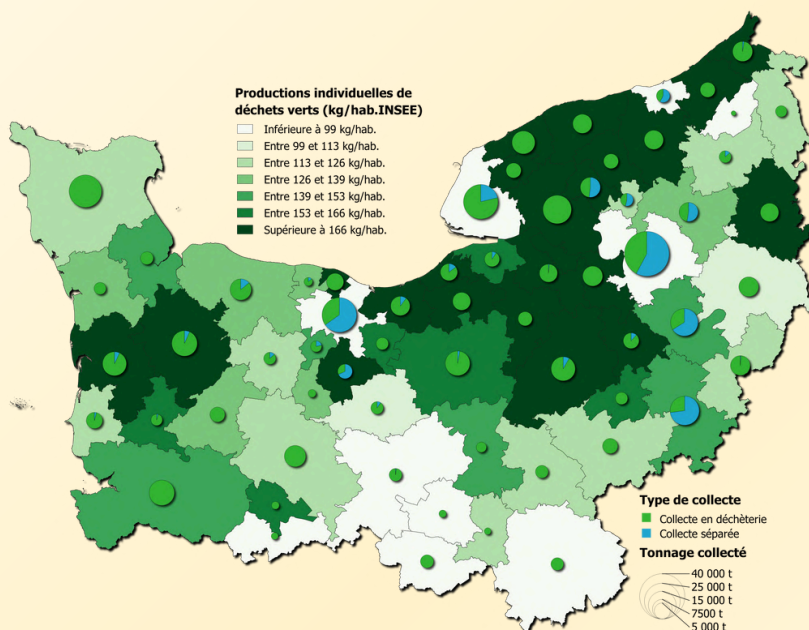 Productions individuelles de
déchets verts (kg/hab.INSEE)
Inférieure à 99 kg/hab.
Entre 99 et 113 kg/hab.
Entre 113 et 126 kg/hab.
Entre 126 et 139 kg/hab.
Entre 139 et 153 kg/hab.
Entre 153 et 166 kg/hab.
Supérieure à 166 kg/hab.
Type de collecte
Collecte en déchèterie
Collecte séparée
Tonnage collecté
40 000 t
25 000 t
15 000 t
7500 t
5 000 t